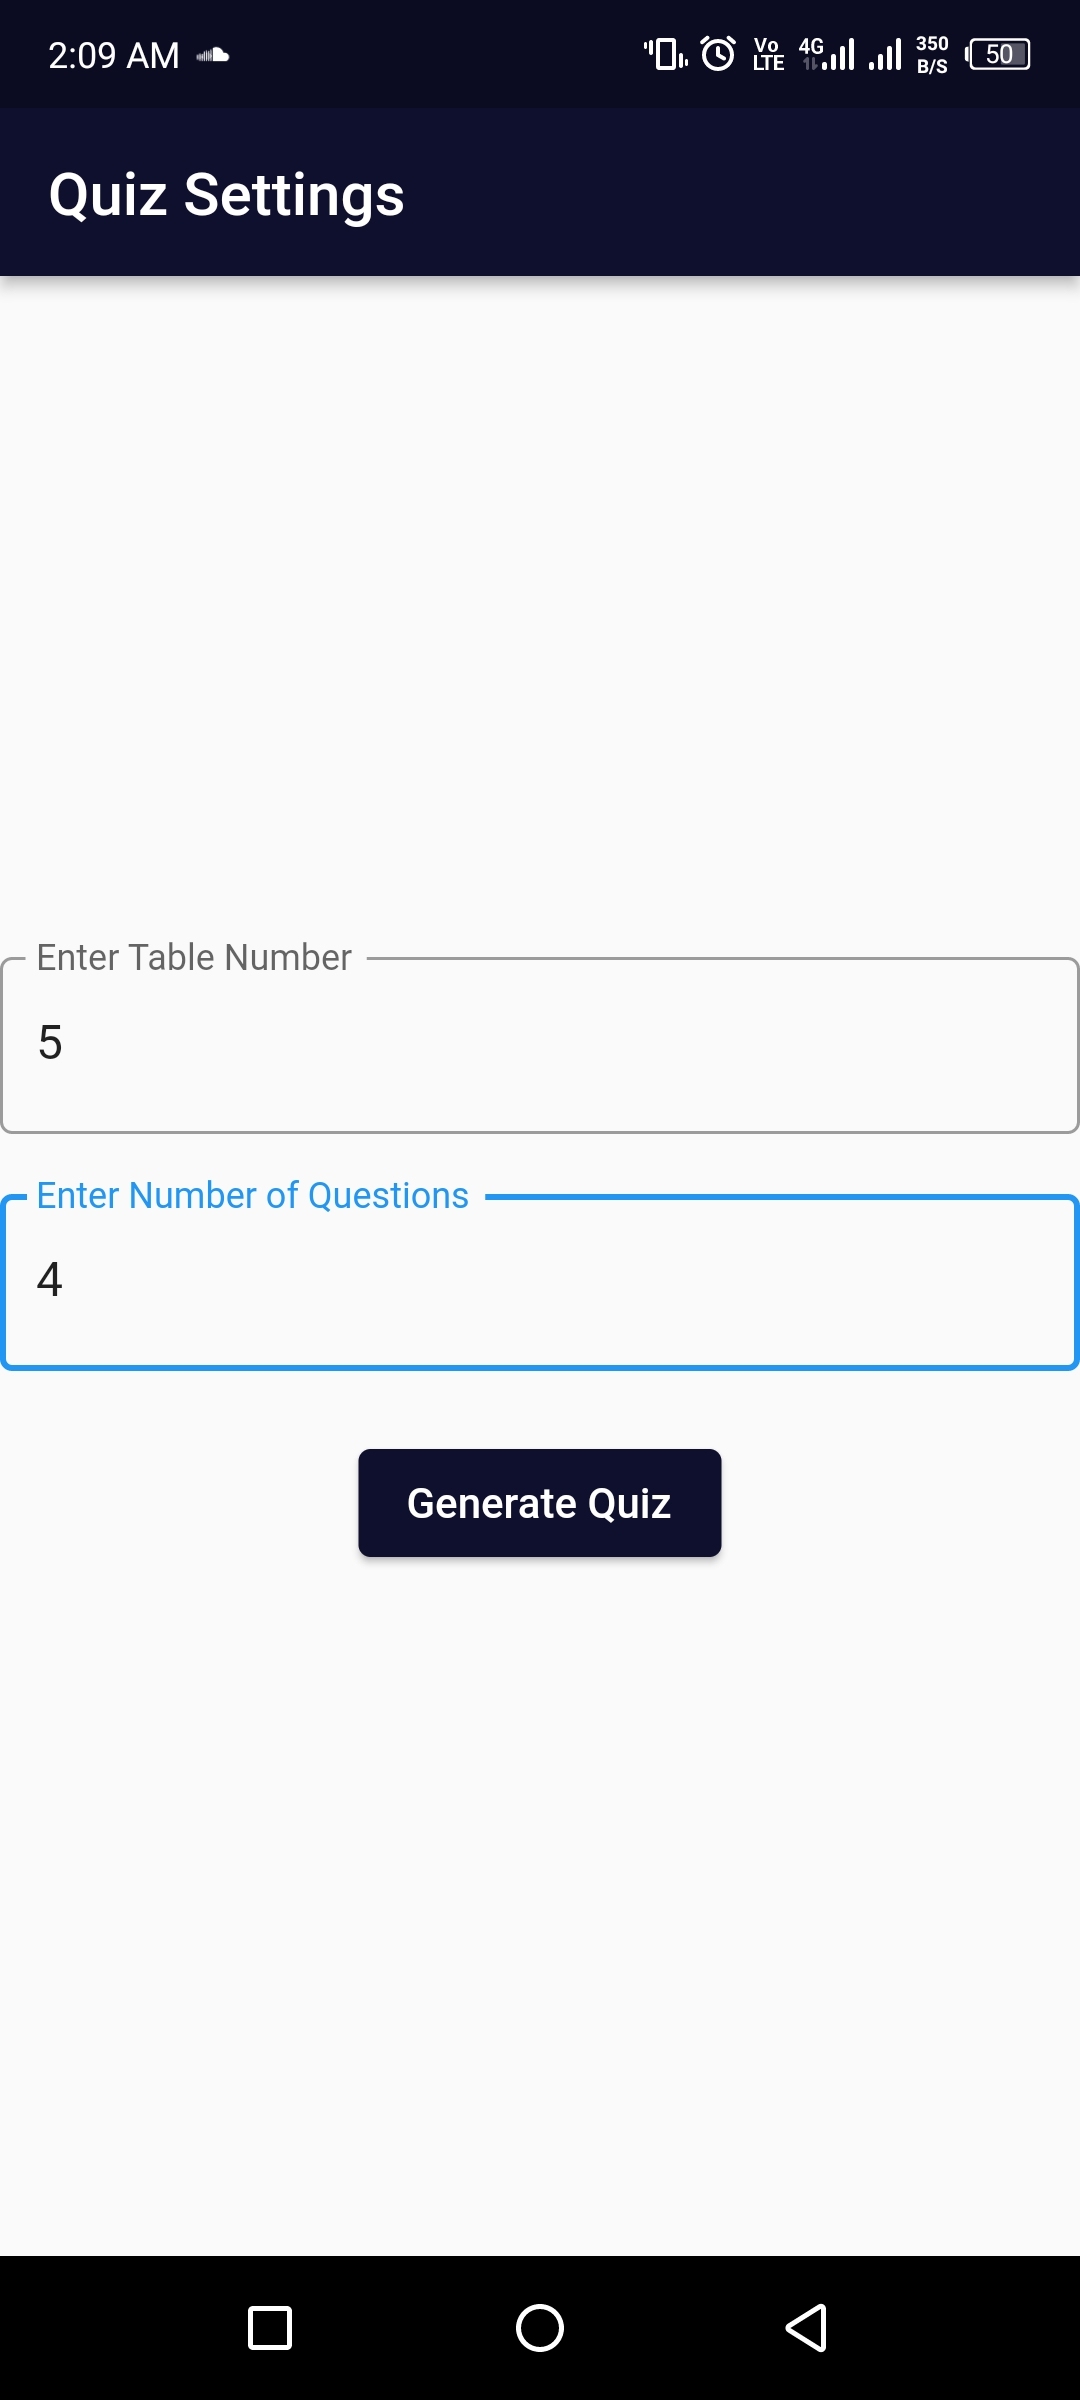 2:09 AM Vo LTE 4G 350 B/S 50
Quiz Settings
Enter Table Number
5
Enter Number of Questions
4
Generate Quiz